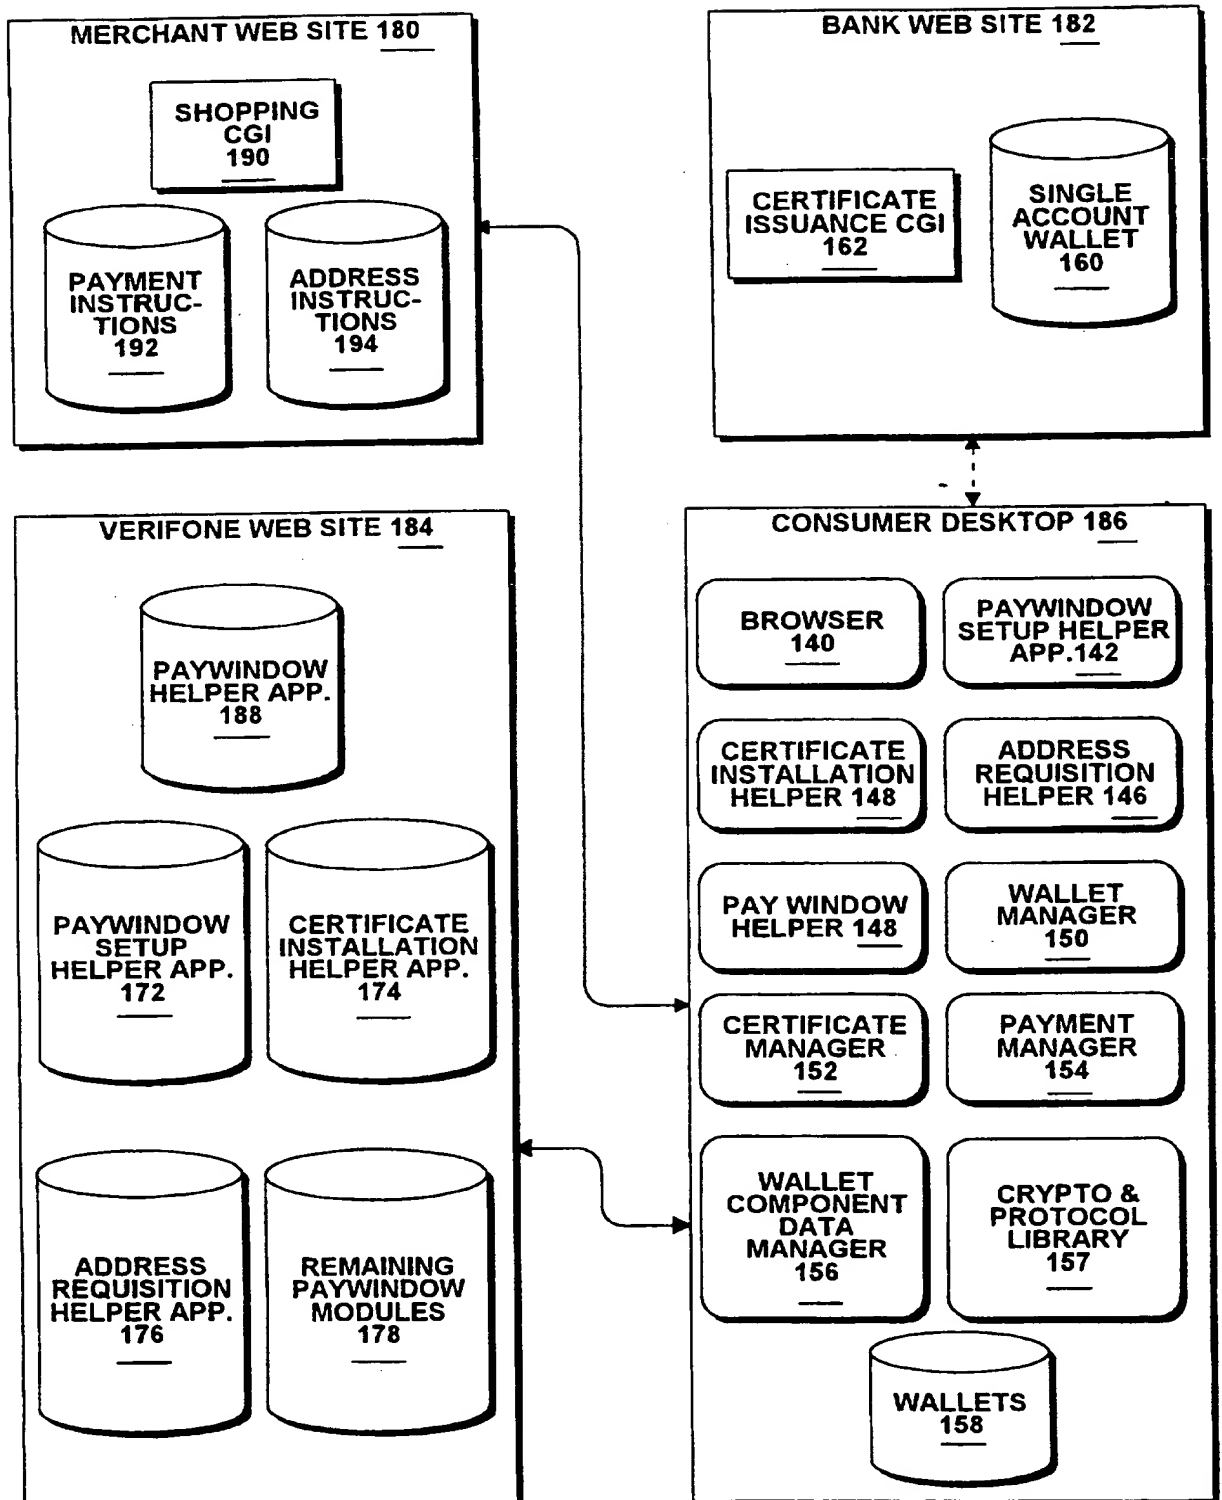 MERCHANT WEB SITE 180
SHOPPING
CGI
190
PAYMENT
INSTRUC-
TIONS
192
ADDRESS
INSTRUC-
TIONS
194
BANK WEB SITE 182
CERTIFICATE
ISSUANCE CGI
162
SINGLE
ACCOUNT
WALLET
160
VERIFONE WEB SITE 184
PAYWINDOW
HELPER APP.
188
PAYWINDOW
SETUP
HELPER APP.
172
CERTIFICATE
INSTALLATION
HELPER APP.
174
ADDRESS
REQUISITION
HELPER APP.
176
REMAINING
PAYWINDOW
MODULES
178
CONSUMER DESKTOP 186
BROWSER
140
PAYWINDOW
SETUP HELPER
APP.142
CERTIFICATE
INSTALLATION
HELPER 148
ADDRESS
REQUISITION
HELPER 146
PAY WINDOW
HELPER 148
WALLET
MANAGER
150
CERTIFICATE
MANAGER
152
PAYMENT
MANAGER
154
WALLET
COMPONENT
DATA
MANAGER
156
CRYPTO &
PROTOCOL
LIBRARY
157
WALLETS
158